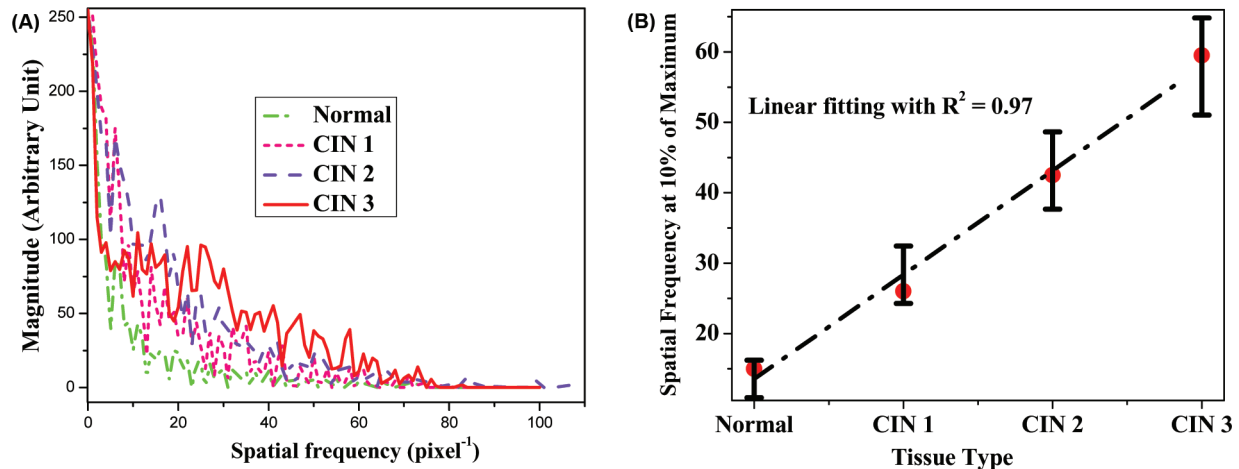 (A)
250
200
150
100
50
0
Magnitude (Arbitrary Unit)
Normal
CIN 1
CIN 2
CIN 3
0 20 40 60 80 100
Spatial frequency (pixel⁻¹)
(B)
60
50
40
30
20
Spatial Frequency at 10% of Maximum
Linear fitting with R² = 0.97
Normal CIN 1 CIN 2 CIN 3
Tissue Type